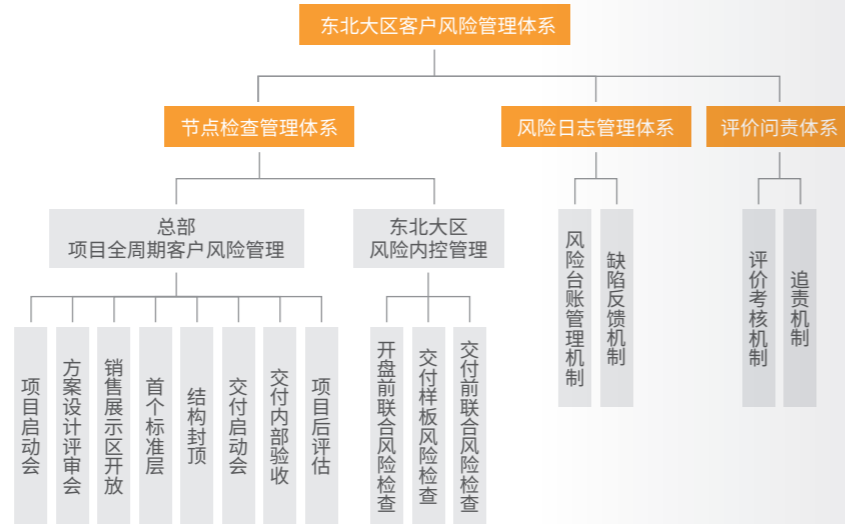 东北大区客户风险管理体系
节点检查管理体系
风险日志管理体系
评价问责体系
总部
项目全周期客户风险管理
东北大区
风险内控管理
风险台账管理机制
缺陷反馈机制
评价考核机制
追责机制
项目启动会
方案设计评审会
销售展示区开放
首个标准层
结构封顶
交付启动会
交付内部验收
项目后评估
开盘前联合风险检查
交付样板风险检查
交付前联合风险检查